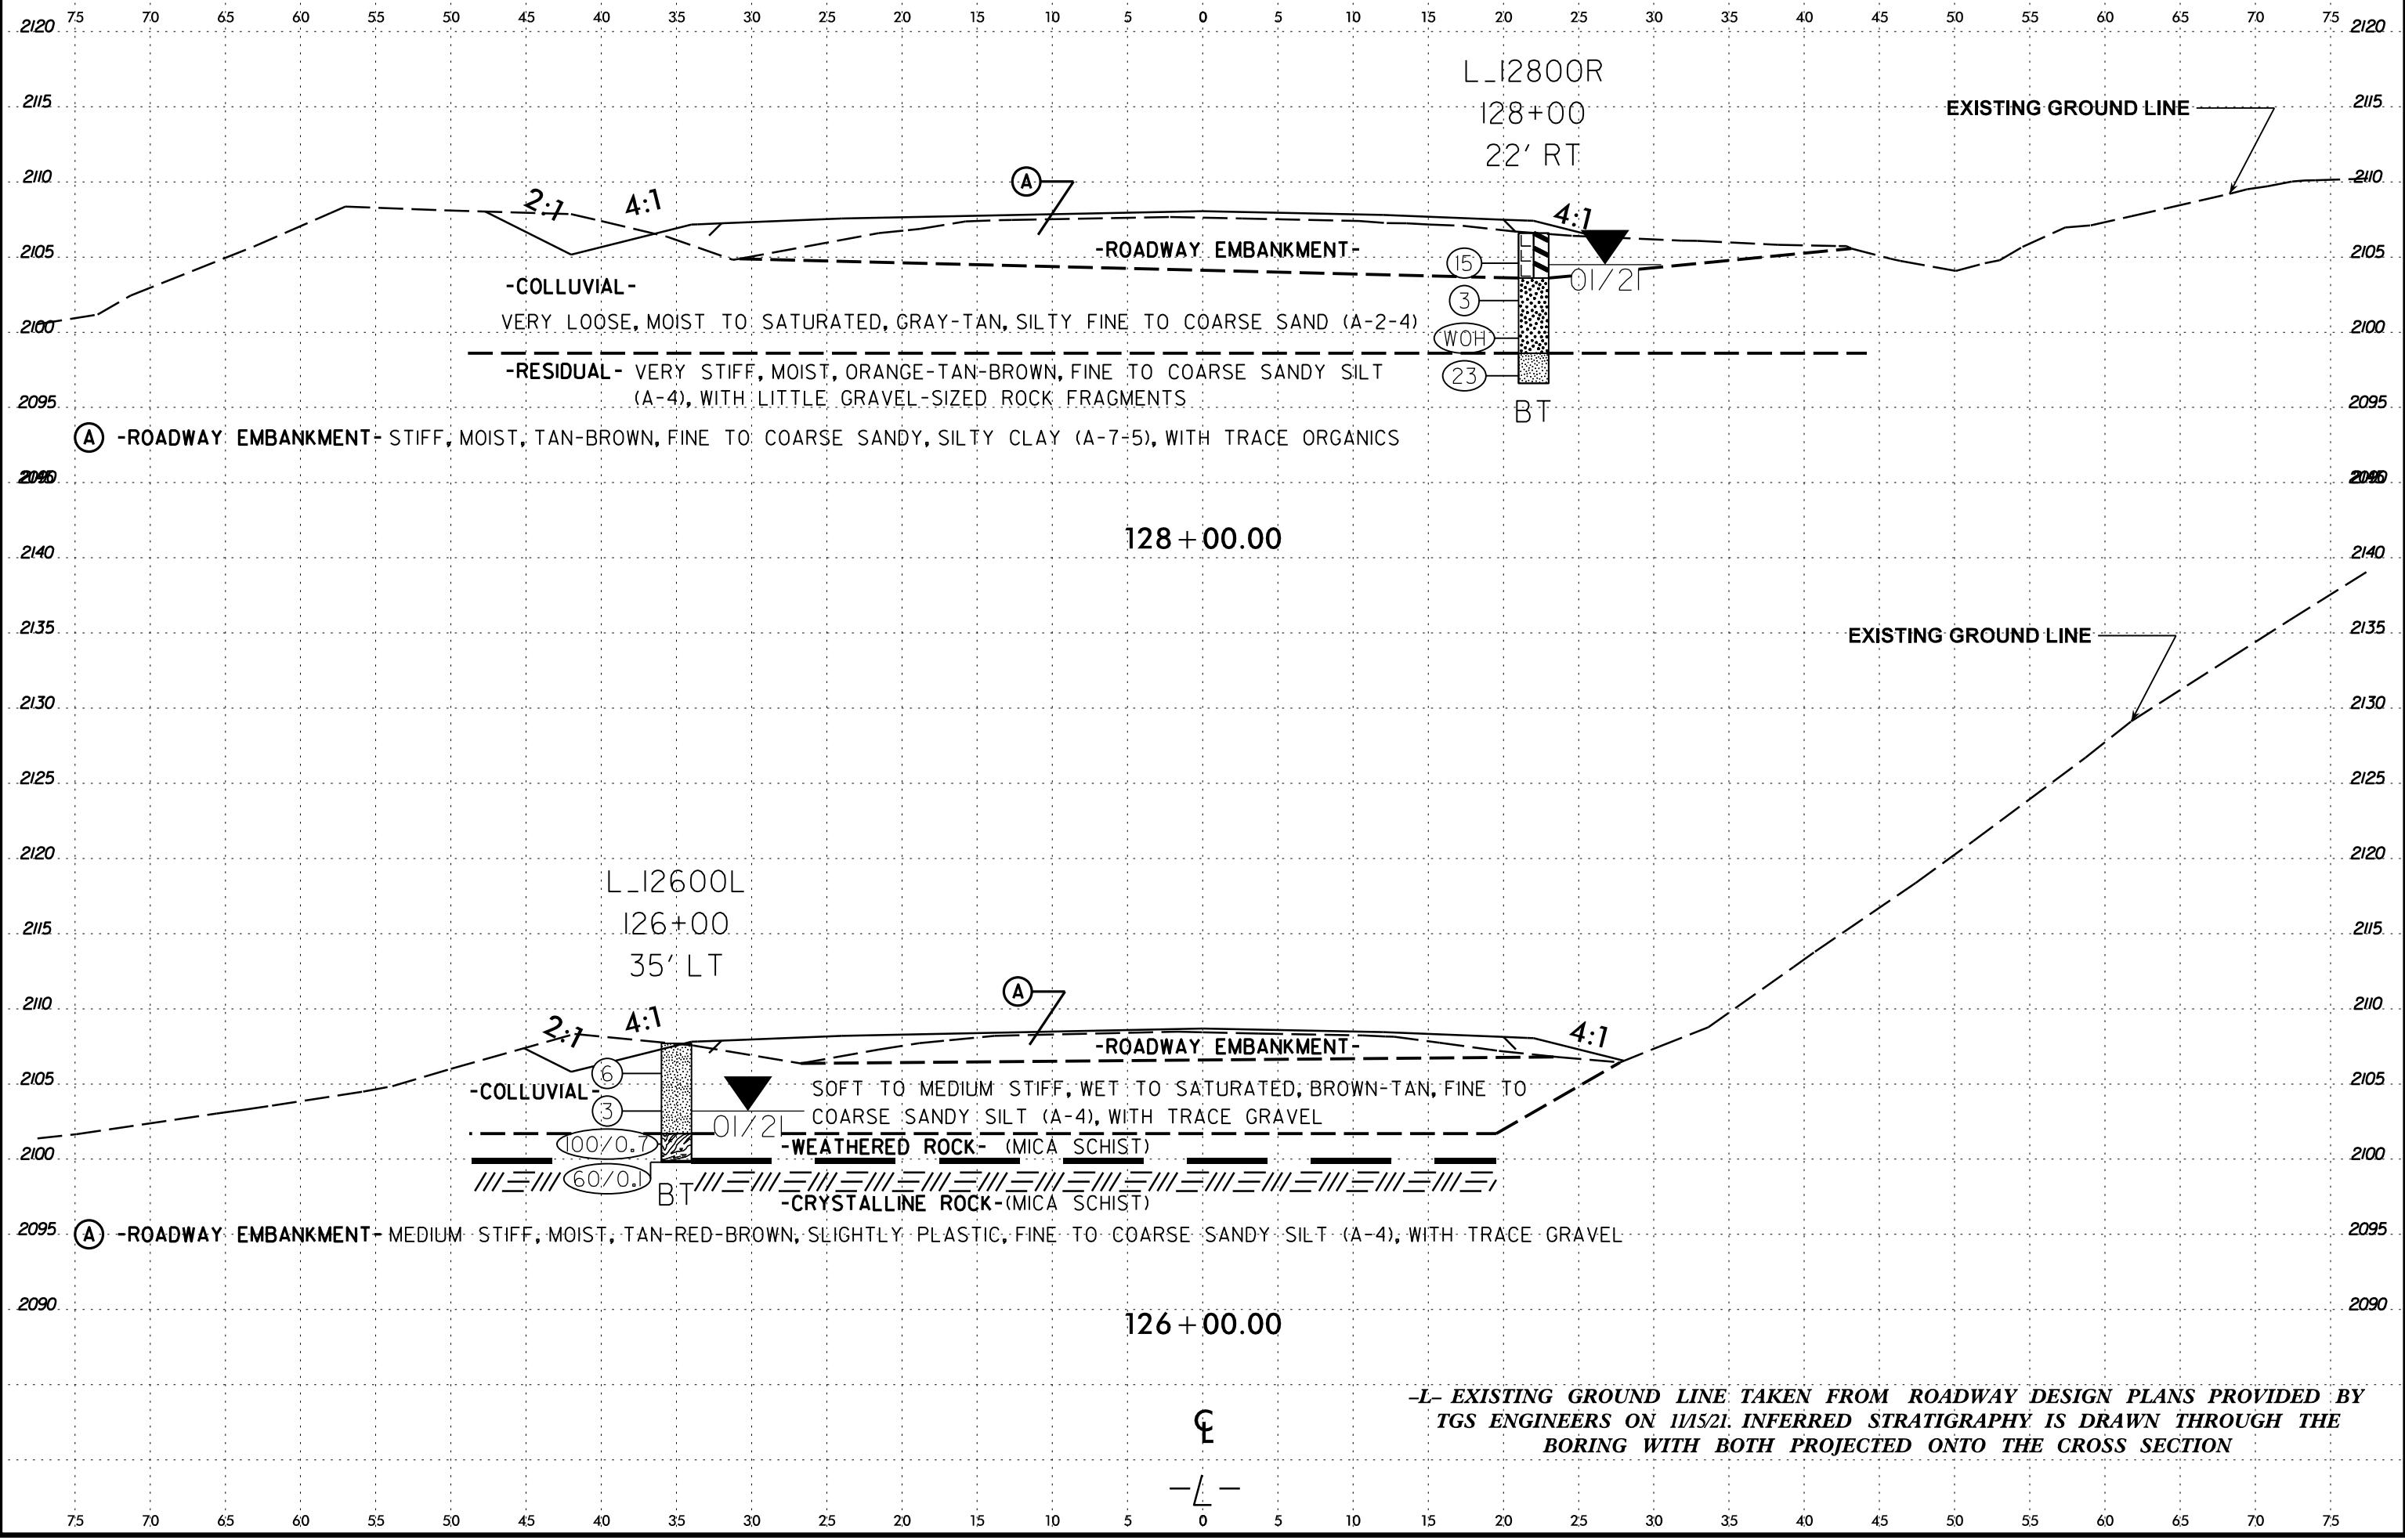 75 70 65 60 55 50 45 40 35 30 25 20 15 10 5 0 5 10 15 20 25 30 35 40 45 50 55 60 65 70 75
2120 2120
L_12800R
128+00
22' RT
EXISTING GROUND LINE
2115 2115
2110 2110
A
2:1 4:1 4:1
-ROADWAY EMBANKMENT-
2105 2105
15
01/21
-COLLUVIAL-
3
VERY LOOSE, MOIST TO SATURATED, GRAY-TAN, SILTY FINE TO COARSE SAND (A-2-4)
2100 2100
WOH
-RESIDUAL- VERY STIFF, MOIST, ORANGE-TAN-BROWN, FINE TO COARSE SANDY SILT
(A-4), WITH LITTLE GRAVEL-SIZED ROCK FRAGMENTS
23
2095 2095
BT
A -ROADWAY EMBANKMENT- STIFF, MOIST, TAN-BROWN, FINE TO COARSE SANDY, SILTY CLAY (A-7-5), WITH TRACE ORGANICS
128+00.00
2140 2140
2135 2135
EXISTING GROUND LINE
2130 2130
2125 2125
2120 2120
L_12600L
126+00
35' LT
2115 2115
2110 2110
A
2:1 4:1 4:1
-ROADWAY EMBANKMENT-
2105 2105
6
-COLLUVIAL-
SOFT TO MEDIUM STIFF, WET TO SATURATED, BROWN-TAN, FINE TO
COARSE SANDY SILT (A-4), WITH TRACE GRAVEL
3
01/21
100/0.7
-WEATHERED ROCK- (MICA SCHIST)
2100 2100
60/0.1
BT
-CRYSTALLINE ROCK-(MICA SCHIST)
2095 2095
A -ROADWAY EMBANKMENT- MEDIUM STIFF, MOIST, TAN-RED-BROWN, SLIGHTLY PLASTIC, FINE TO COARSE SANDY SILT (A-4), WITH TRACE GRAVEL
2090 2090
126+00.00
-L- EXISTING GROUND LINE TAKEN FROM ROADWAY DESIGN PLANS PROVIDED BY
TGS ENGINEERS ON 11/15/21. INFERRED STRATIGRAPHY IS DRAWN THROUGH THE
BORING WITH BOTH PROJECTED ONTO THE CROSS SECTION
℄
-L-
75 70 65 60 55 50 45 40 35 30 25 20 15 10 5 0 5 10 15 20 25 30 35 40 45 50 55 60 65 70 75